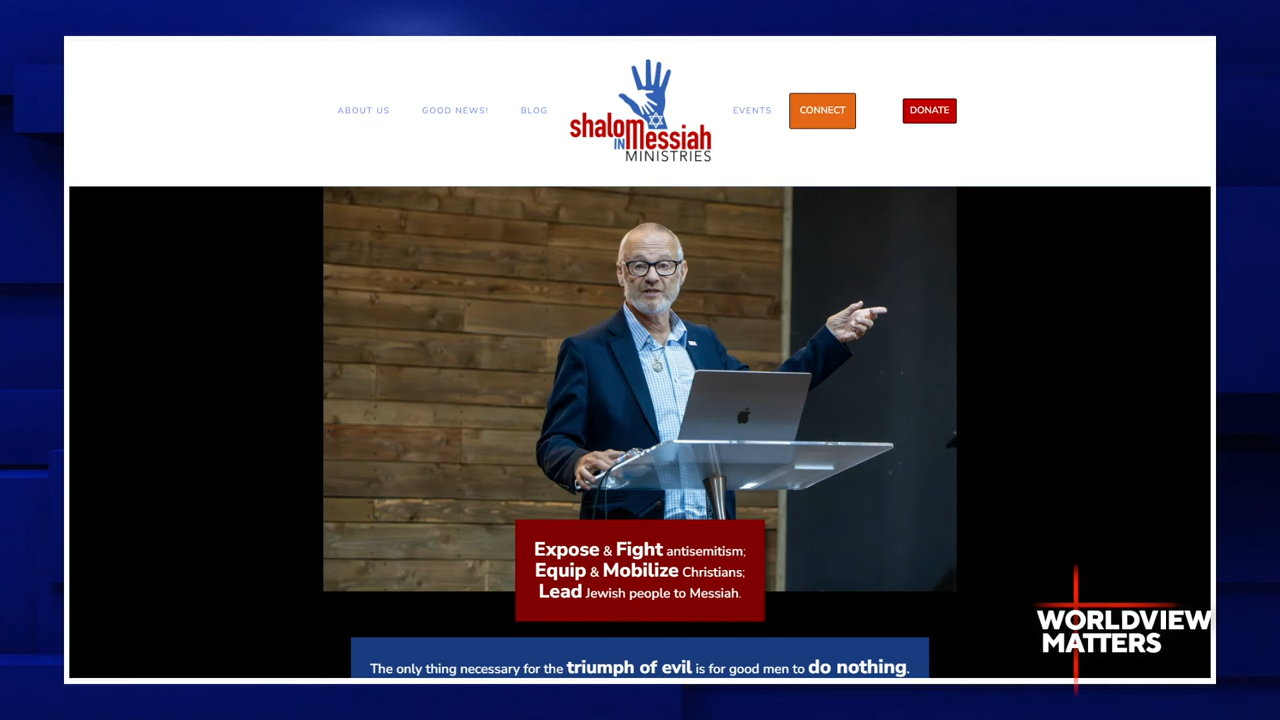 ABOUT US
GOOD NEWS!
BLOG
shalom
IN Messiah
MINISTRIES
EVENTS
CONNECT
DONATE
Expose & Fight antisemitism;
Equip & Mobilize Christians;
Lead Jewish people to Messiah.
The only thing necessary for the triumph of evil is for good men to do nothing.
WORLDVIEW
MATTERS